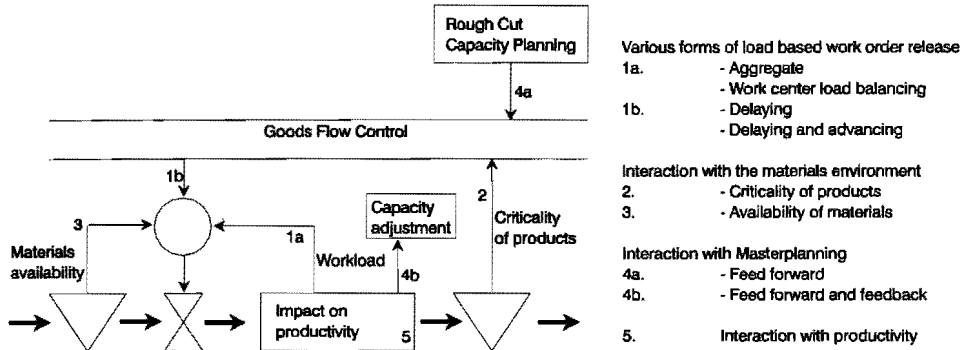 Rough Cut
Capacity Planning
4a
Goods Flow Control
1b
2
3
Capacity
adjustment
Criticality
of products
1a
Materials
availability
Workload
4b
Impact on
productivity
5
Various forms of load based work order release
1a. - Aggregate
- Work center load balancing
1b. - Delaying
- Delaying and advancing
Interaction with the materials environment
2. - Criticality of products
3. - Availability of materials
Interaction with Masterplanning
4a. - Feed forward
4b. - Feed forward and feedback
5. Interaction with productivity